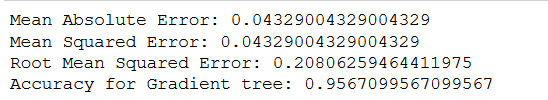 Mean Absolute Error: 0.04329004329004329
Mean Squared Error: 0.04329004329004329
Root Mean Squared Error: 0.20806259464411975
Accuracy for Gradient tree: 0.9567099567099567